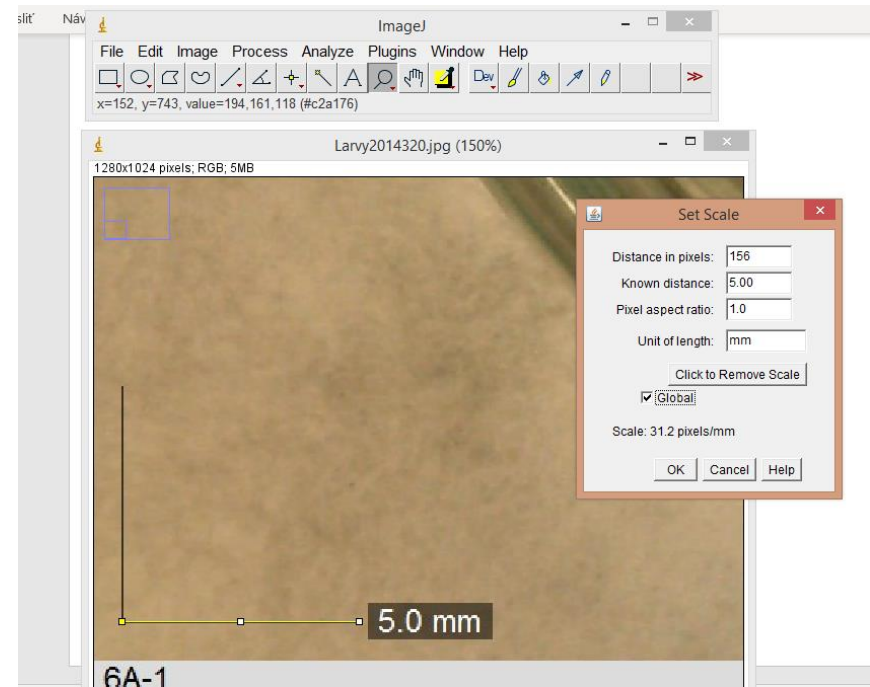 sliť Náv
ImageJ
File Edit Image Process Analyze Plugins Window Help
A Dev >>
x=152, y=743, value=194,161,118 (#c2a176)
Larvy2014320.jpg (150%)
1280x1024 pixels; RGB; 5MB
Set Scale
Distance in pixels: 156
Known distance: 5.00
Pixel aspect ratio: 1.0
Unit of length: mm
Click to Remove Scale
Global
Scale: 31.2 pixels/mm
OK Cancel Help
5.0 mm
6A-1